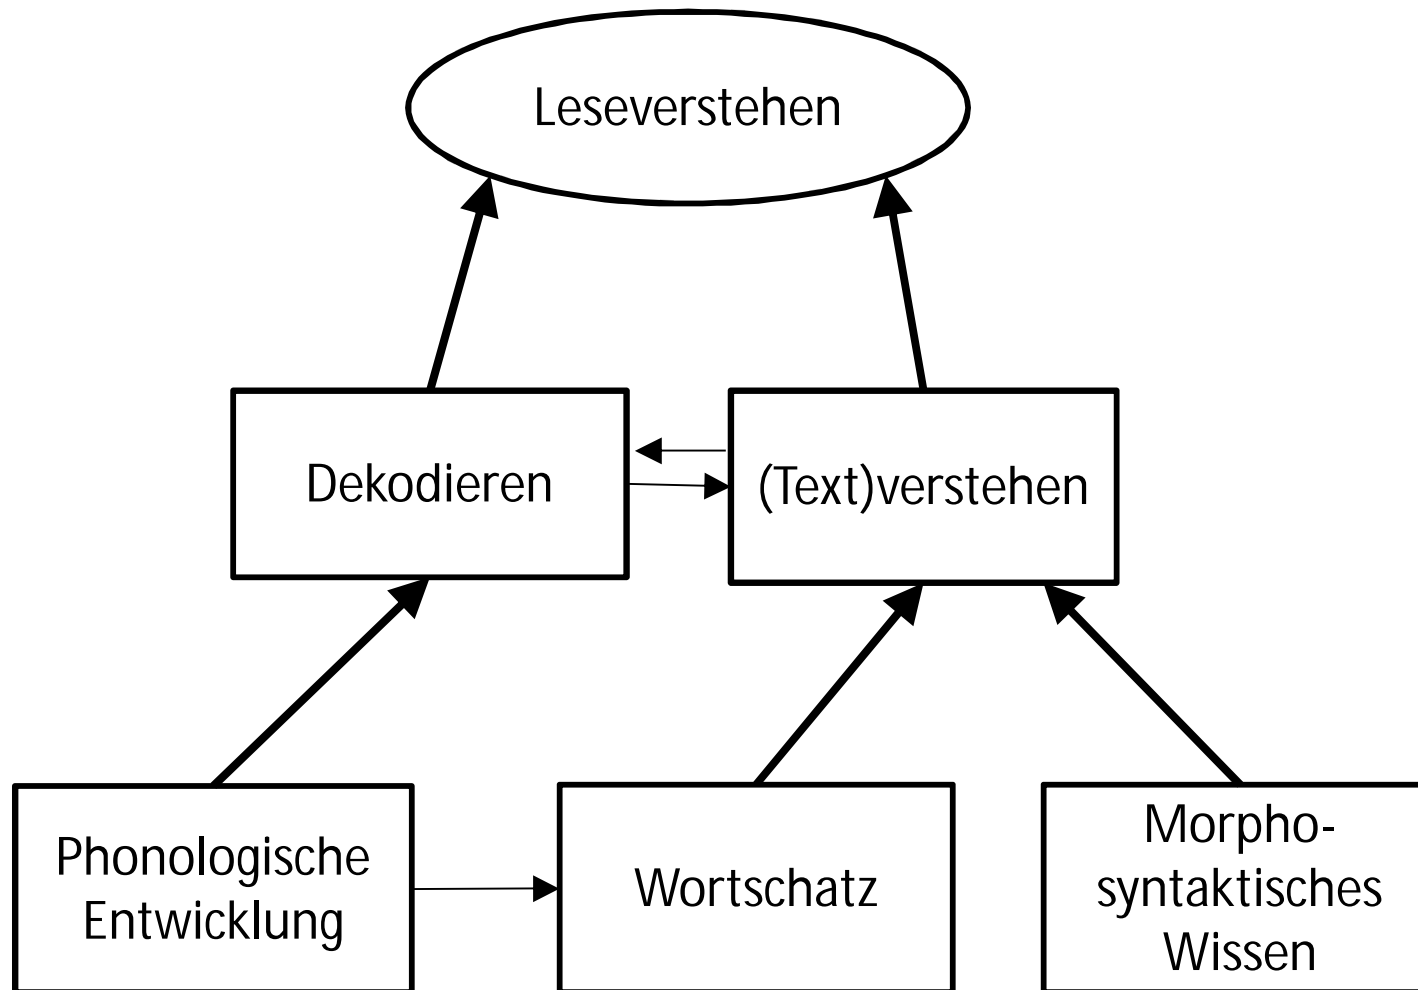 Leseverstehen
Dekodieren
(Text)verstehen
Phonologische
Entwicklung
Wortschatz
Morpho-
syntaktisches
Wissen